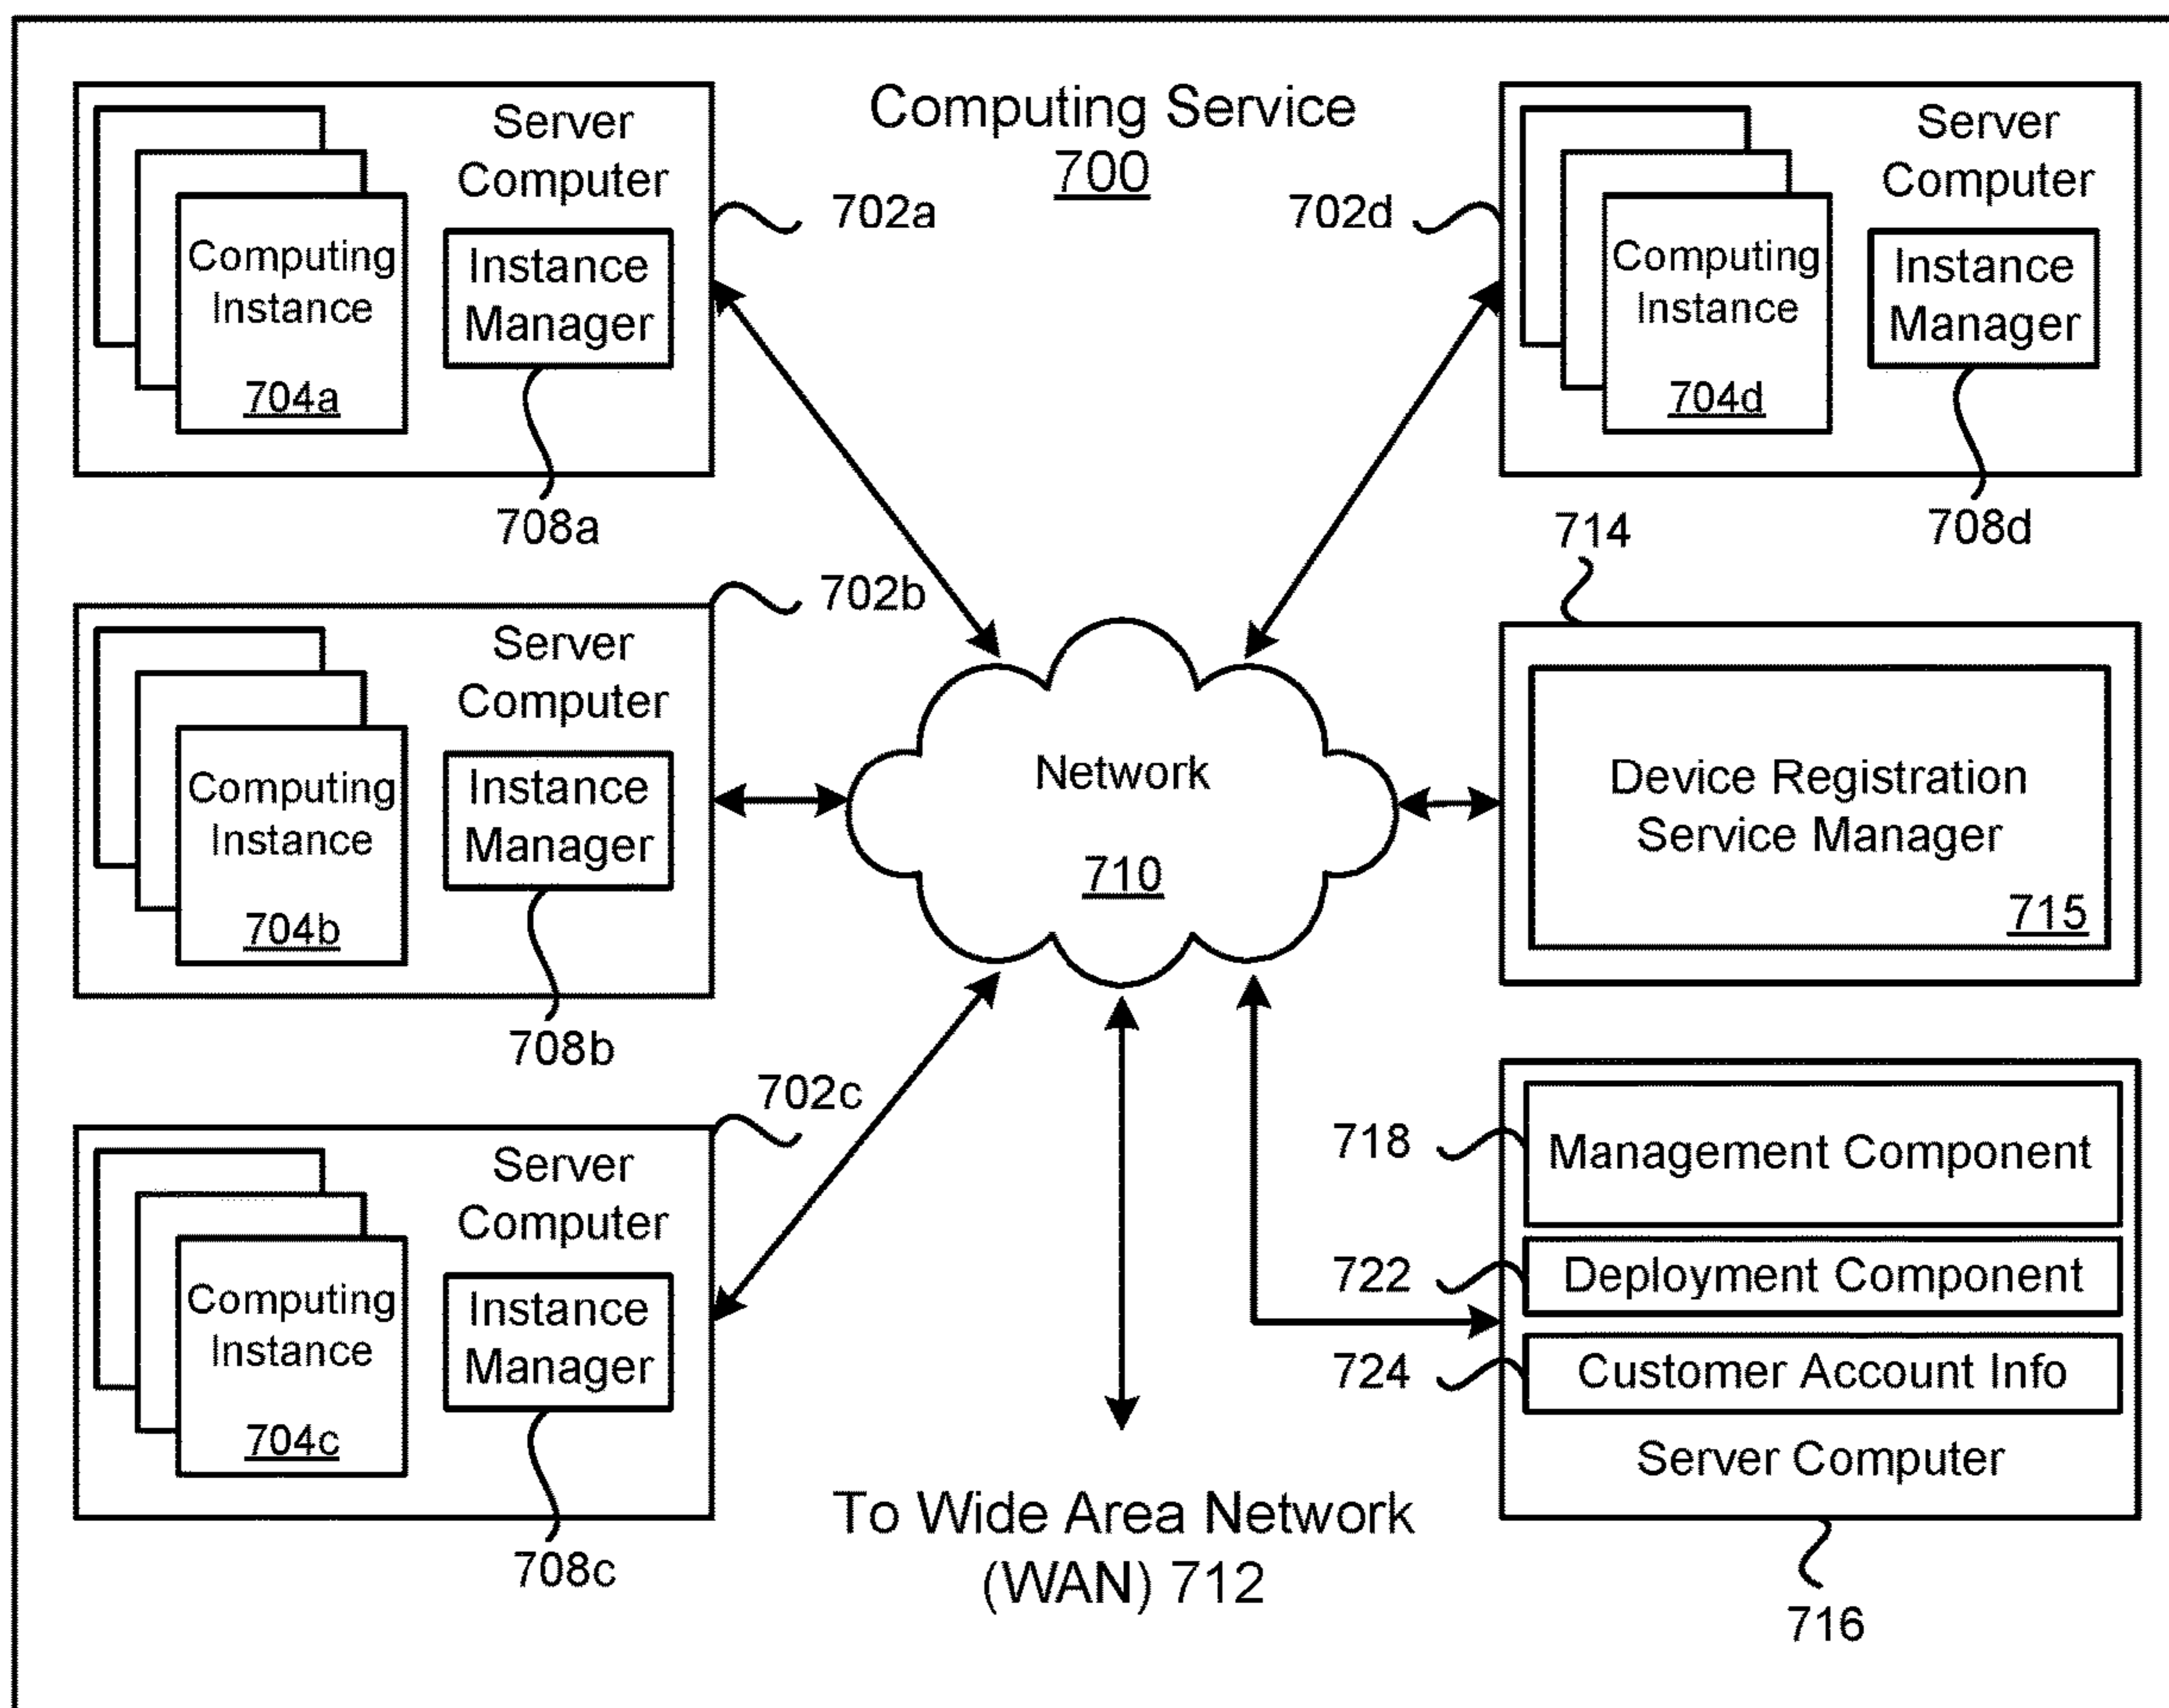 Computing Service
700
Server
Computer
702a
Computing
Instance
704a
Instance
Manager
708a
702d
Server
Computer
Computing
Instance
704d
Instance
Manager
708d
702b
Server
Computer
Computing
Instance
704b
Instance
Manager
708b
Network
710
714
Device Registration
Service Manager
715
702c
Server
Computer
Computing
Instance
704c
Instance
Manager
708c
To Wide Area Network
(WAN) 712
718
Management Component
722
Deployment Component
724
Customer Account Info
Server Computer
716